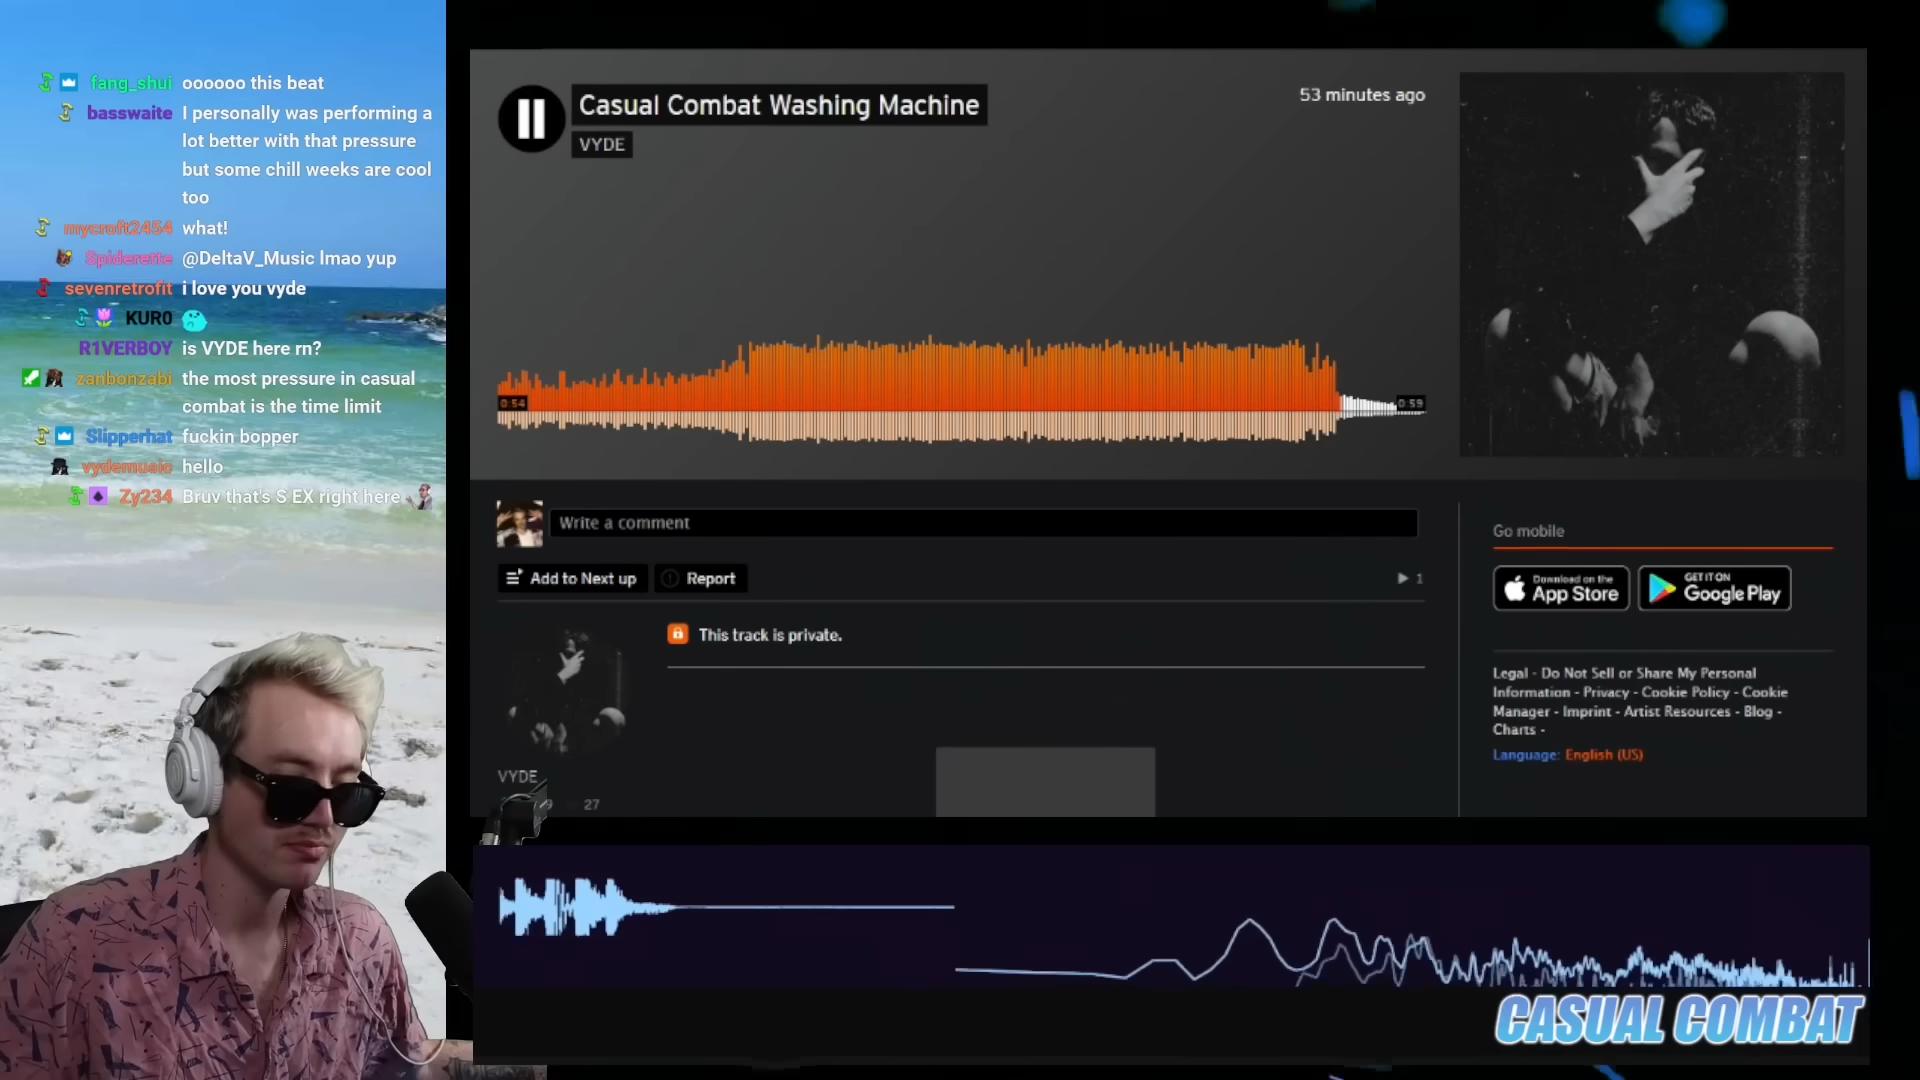 fang_shui oooooo this beat
basswaite I personally was performing a
lot better with that pressure
but some chill weeks are cool
too
mycroft2454 what!
Spiderette @DeltaV_Music lmao yup
sevenretrofit i love you vyde
KUR0
R1VERBOY is VYDE here rn?
zanbonzabi the most pressure in casual
combat is the time limit
Slipperhat fuckin bopper
vydemusic hello
Zy234 Bruv that's S EX right here
Casual Combat Washing Machine
VYDE
53 minutes ago
0:54
0:59
Write a comment
Add to Next up
Report
1
This track is private.
VYDE
9 27
Go mobile
Download on the
App Store
GET IT ON
Google Play
Legal - Do Not Sell or Share My Personal
Information - Privacy - Cookie Policy - Cookie
Manager - Imprint - Artist Resources - Blog -
Charts -
Language: English (US)
CASUAL COMBAT